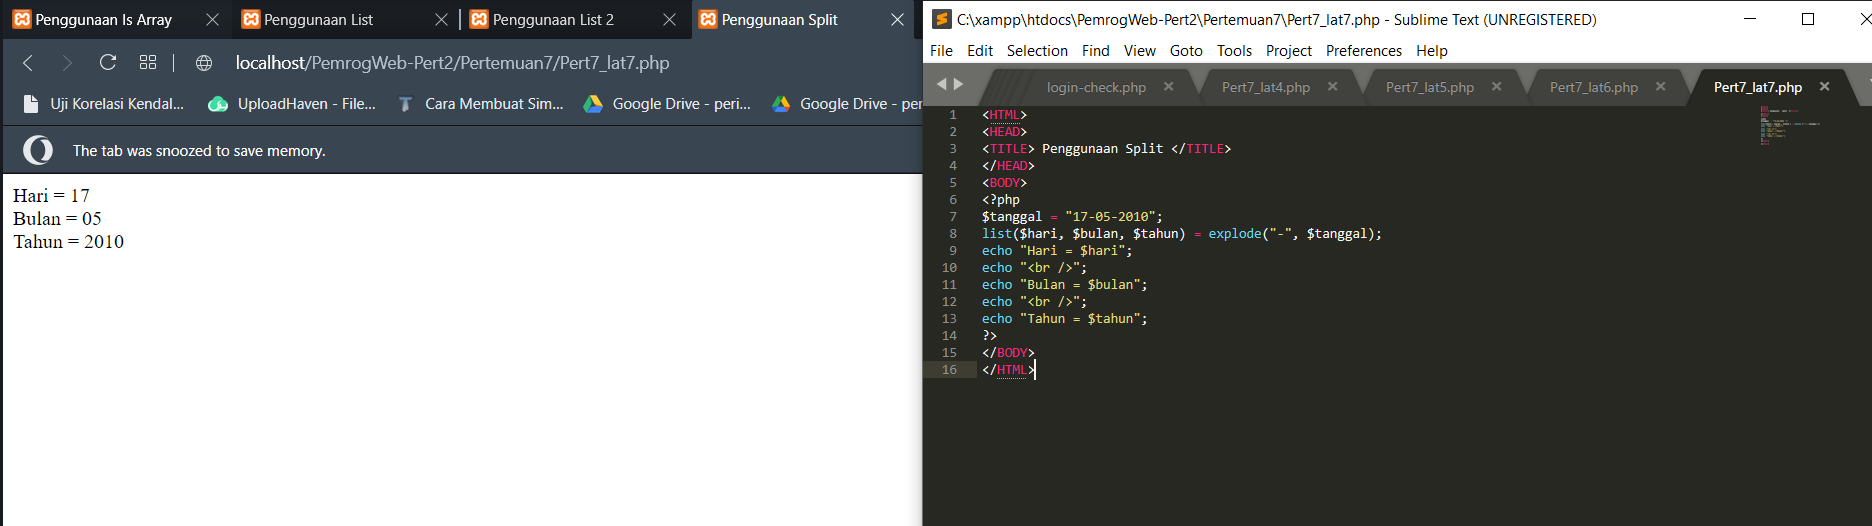 Penggunaan Is Array
Penggunaan List
Penggunaan List 2
Penggunaan Split
localhost/PemrogWeb-Pert2/Pertemuan7/Pert7_lat7.php
Uji Korelasi Kendal...
UploadHaven - File...
Cara Membuat Sim...
Google Drive - peri...
Google Drive - per
The tab was snoozed to save memory.
Hari = 17
Bulan = 05
Tahun = 2010
C:\xampp\htdocs\PemrogWeb-Pert2\Pertemuan7\Pert7_lat7.php - Sublime Text (UNREGISTERED)
File Edit Selection Find View Goto Tools Project Preferences Help
login-check.php
Pert7_lat4.php
Pert7_lat5.php
Pert7_lat6.php
Pert7_lat7.php
1 <HTML>
2 <HEAD>
3 <TITLE> Penggunaan Split </TITLE>
4 </HEAD>
5 <BODY>
6 <?php
7 $tanggal = "17-05-2010";
8 list($hari, $bulan, $tahun) = explode("-", $tanggal);
9 echo "Hari = $hari";
10 echo "<br />";
11 echo "Bulan = $bulan";
12 echo "<br />";
13 echo "Tahun = $tahun";
14 ?>
15 </BODY>
16 </HTML>